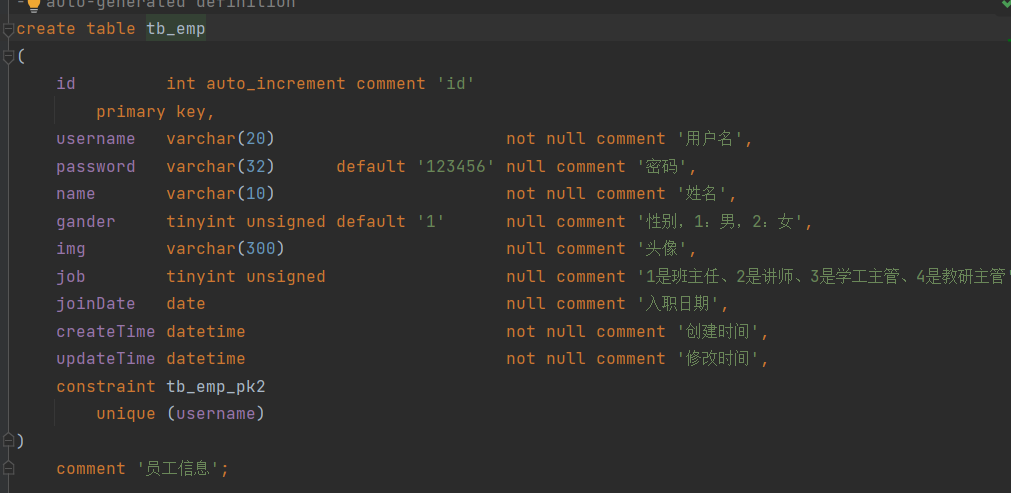 auto-generated definition
create table tb_emp
(
id int auto_increment comment 'id'
primary key,
username varchar(20) not null comment '用户名',
password varchar(32) default '123456' null comment '密码',
name varchar(10) not null comment '姓名',
gander tinyint unsigned default '1' null comment '性别，1：男，2：女',
img varchar(300) null comment '头像',
job tinyint unsigned null comment '1是班主任、2是讲师、3是学工主管、4是教研主管'
joinDate date null comment '入职日期',
createTime datetime not null comment '创建时间',
updateTime datetime not null comment '修改时间',
constraint tb_emp_pk2
unique (username)
)
comment '员工信息';